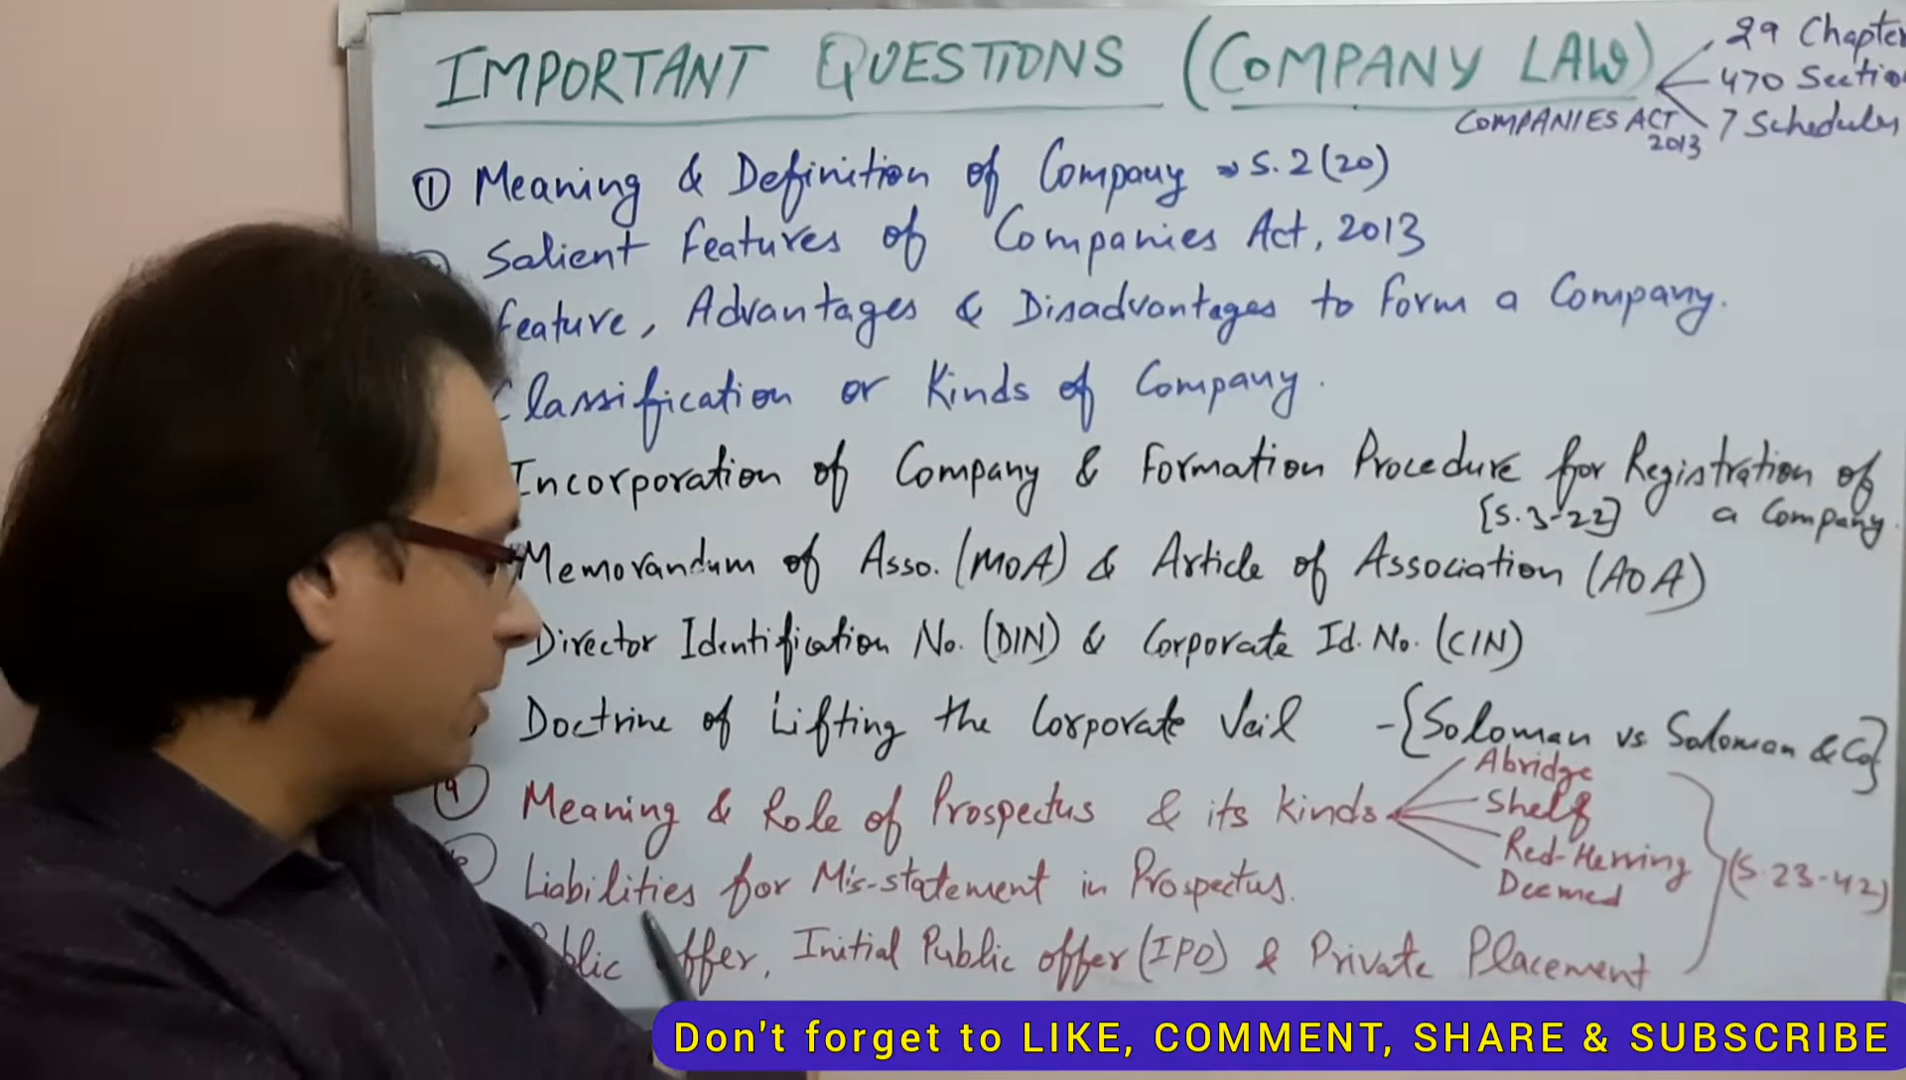 IMPORTANT QUESTIONS (COMPANY LAW)
29 Chapter
470 Sectio
7 Schedules
COMPANIES ACT
2013
① Meaning & Definition of Company → S. 2 (20)
Salient Features of Companies Act, 2013
Feature, Advantages & Disadvantages to form a Company.
Classification or Kinds of Company.
Incorporation of Company & Formation Procedure for Registration of
[S. 3-22] a Company.
Memorandum of Asso. (MOA) & Article of Association (AOA)
Director Identification No. (DIN) & Corporate Id. No. (CIN)
Doctrine of Lifting the Corporate Veil - {Soloman vs Soloman & Co}
⑨ Meaning & Role of Prospectus & its Kinds
Abridge
Shelf
Red-Herring
Deemed
(S. 23-42)
Liabilities for Mis-statement in Prospectus.
blic offer, Initial Public offer (IPO) & Private Placement
Don't forget to LIKE, COMMENT, SHARE & SUBSCRIBE